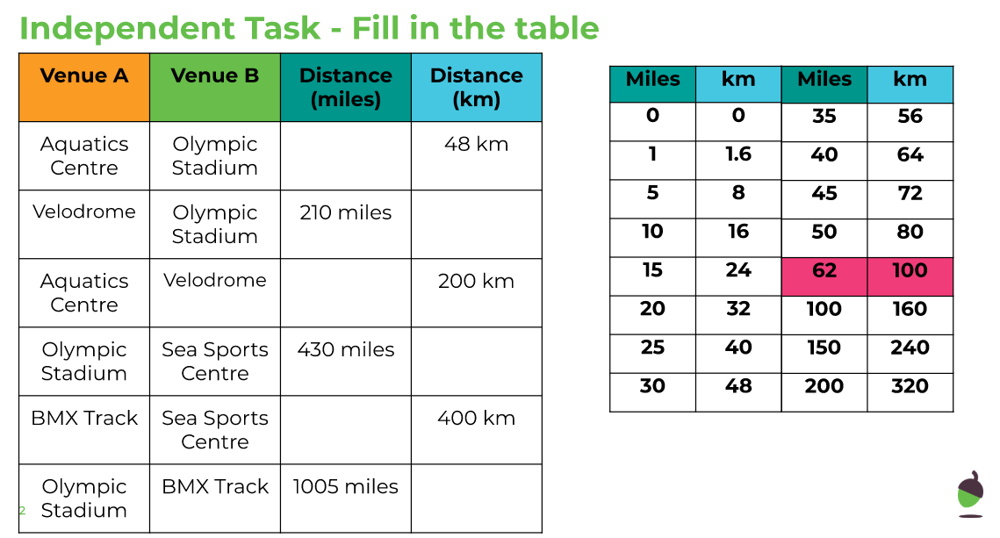 Independent Task - Fill in the table
Venue A Venue B Distance (miles) Distance (km)
Aquatics Centre Olympic Stadium 48 km
Velodrome Olympic Stadium 210 miles
Aquatics Centre Velodrome 200 km
Olympic Stadium Sea Sports Centre 430 miles
BMX Track Sea Sports Centre 400 km
Olympic Stadium BMX Track 1005 miles
2
Miles km Miles km
0 0 35 56
1 1.6 40 64
5 8 45 72
10 16 50 80
15 24 62 100
20 32 100 160
25 40 150 240
30 48 200 320